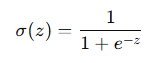 σ(z) = 1 / (1 + e^{-z})